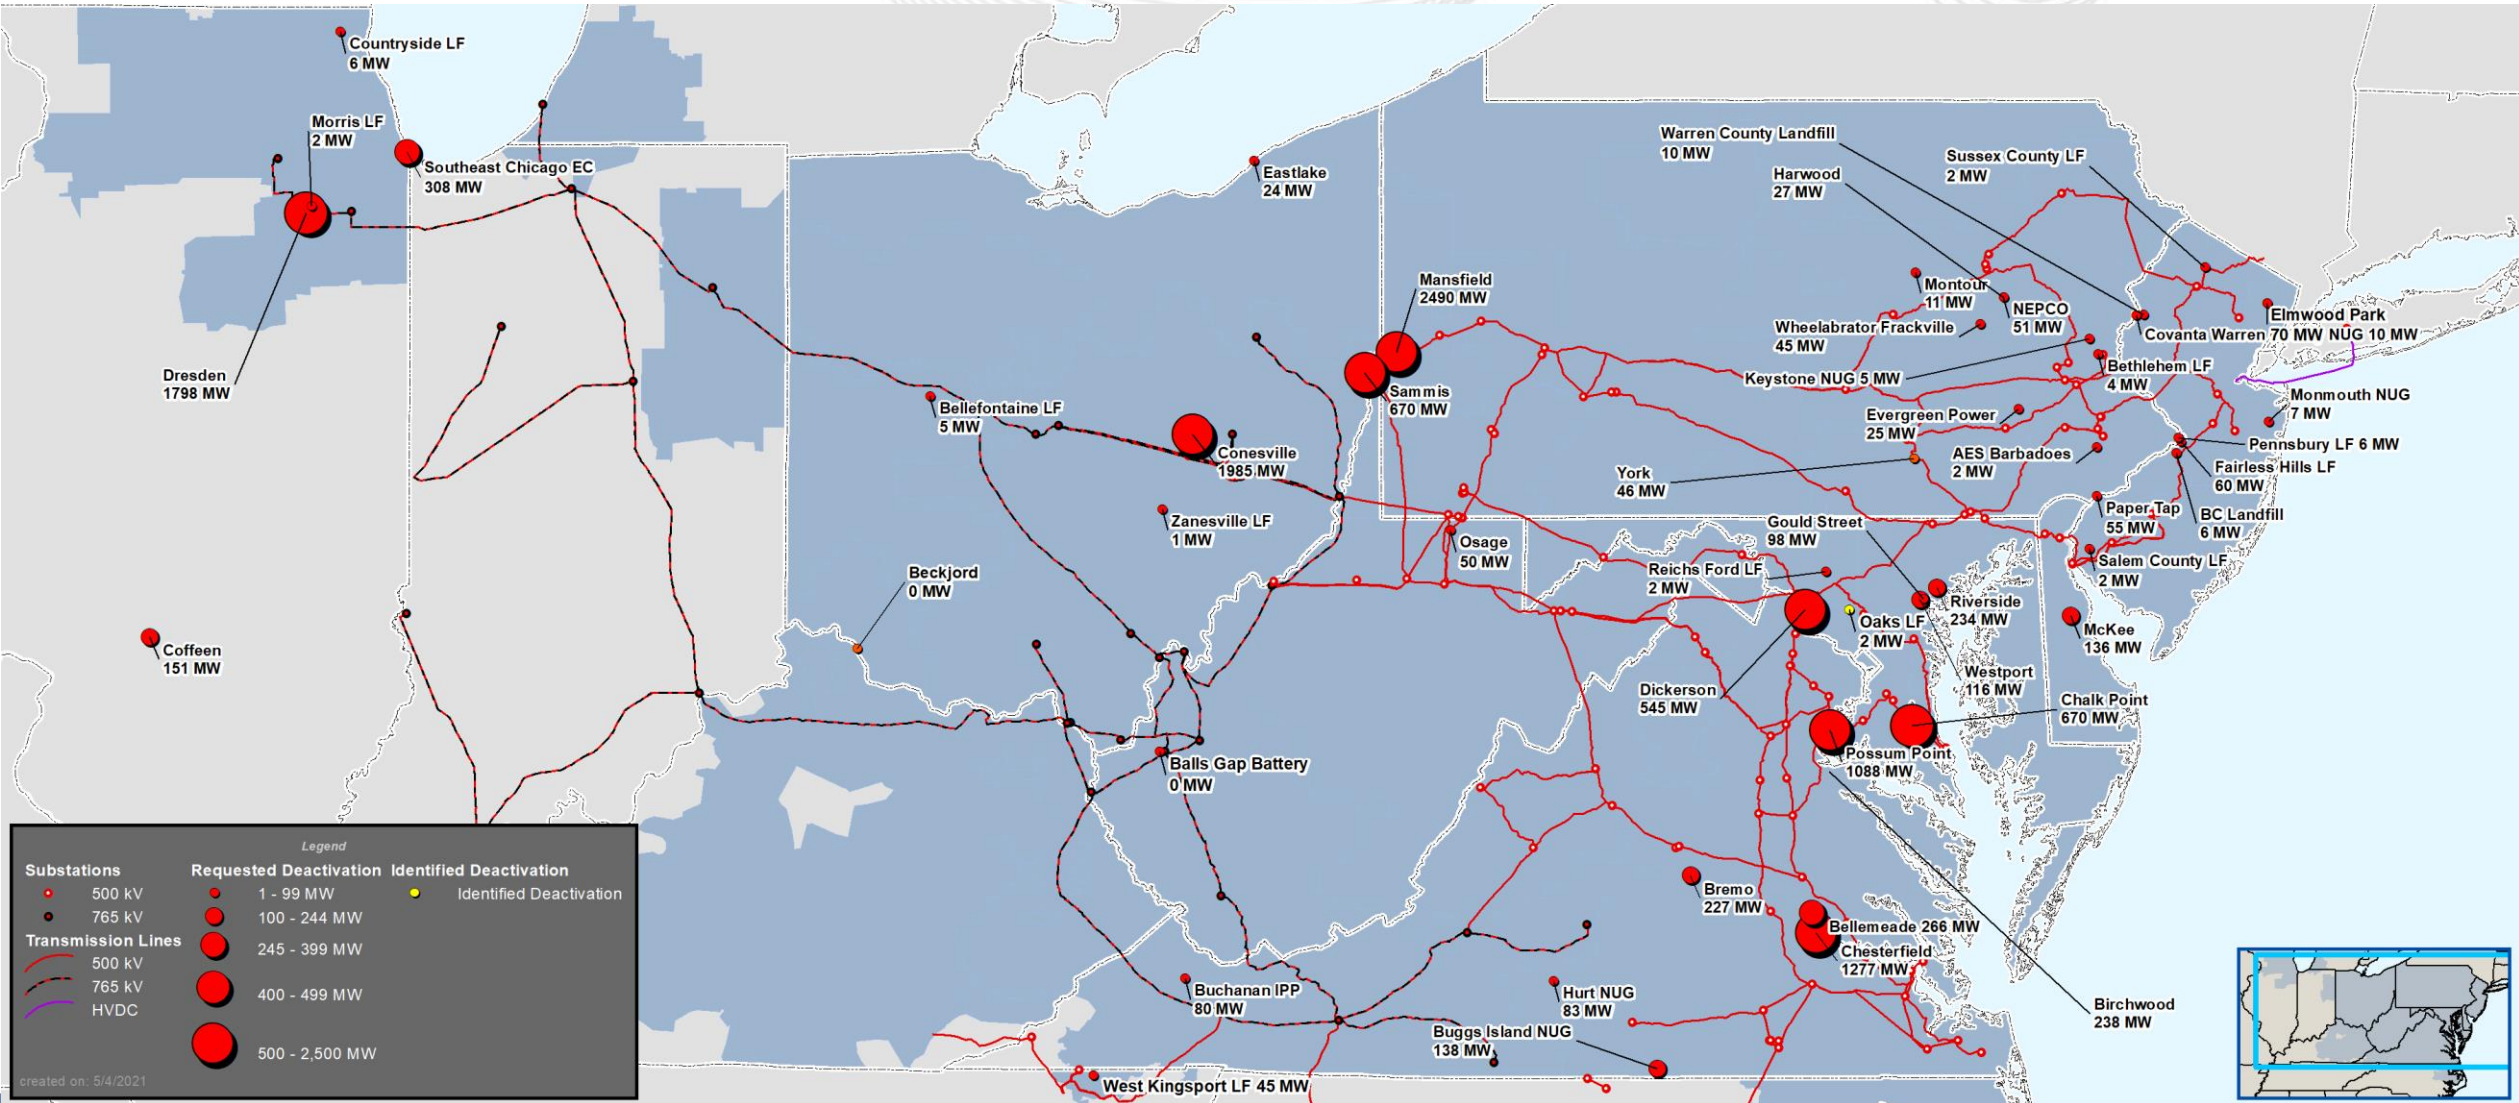 Countryside LF
6 MW
Morris LF
2 MW
Southeast Chicago EC
308 MW
Dresden
1798 MW
Coffeen
151 MW
Eastlake
24 MW
Mansfield
2490 MW
Sammis
670 MW
Bellefontaine LF
5 MW
Conesville
1985 MW
Zanesville LF
1 MW
Beckjord
0 MW
Osage
50 MW
Balls Gap Battery
0 MW
Warren County Landfill
10 MW
Harwood
27 MW
Sussex County LF
2 MW
Montour
11 MW
NEPCO
51 MW
Wheelabrator Frackville
45 MW
Elmwood Park
Covanta Warren 70 MW NUG 10 MW
Keystone NUG 5 MW
Bethlehem LF
4 MW
Monmouth NUG
7 MW
Evergreen Power
25 MW
Pennsbury LF 6 MW
AES Barbadoes
2 MW
Fairless Hills LF
60 MW
York
46 MW
Paper Tap
55 MW
BC Landfill
6 MW
Gould Street
98 MW
Salem County LF
2 MW
Reichs Ford LF
2 MW
Riverside
234 MW
Oaks LF
2 MW
McKee
136 MW
Westport
116 MW
Dickerson
545 MW
Chalk Point
670 MW
Possum Point
1088 MW
Bremo
227 MW
Bellemeade 266 MW
Chesterfield
1277 MW
Birchwood
238 MW
Buchanan IPP
80 MW
Hurt NUG
83 MW
Buggs Island NUG
138 MW
West Kingsport LF 45 MW
Legend
Substations
500 kV
765 kV
Transmission Lines
500 kV
765 kV
HVDC
Requested Deactivation
1 - 99 MW
100 - 244 MW
245 - 399 MW
400 - 499 MW
500 - 2,500 MW
Identified Deactivation
Identified Deactivation
created on: 5/4/2021